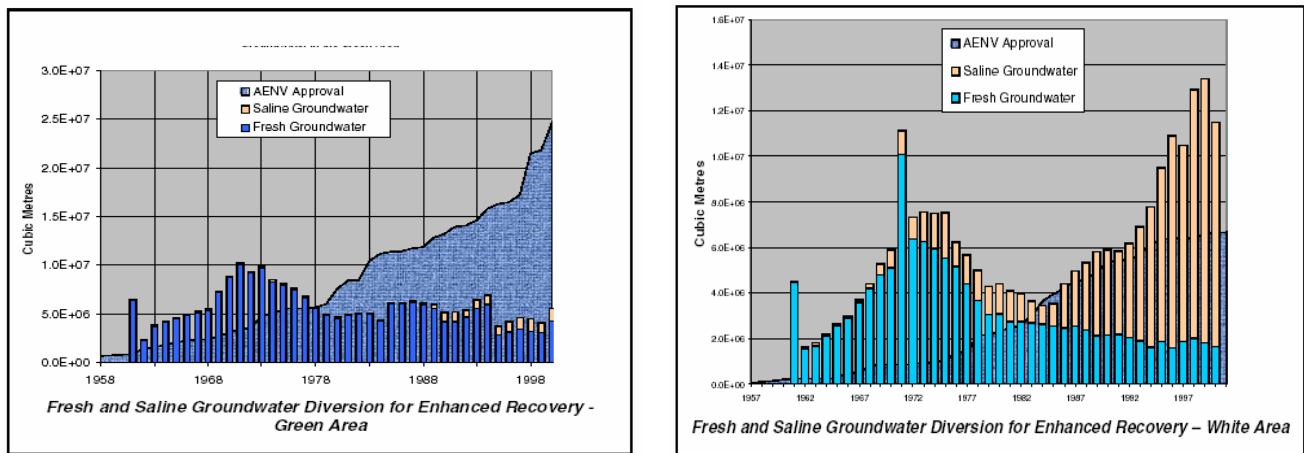 3.0E+07
2.5E+07
2.0E+07
1.5E+07
1.0E+07
5.0E+06
0.0E+00
Cubic Metres
AENV Approval
Saline Groundwater
Fresh Groundwater
1958 1968 1978 1988 1998
Fresh and Saline Groundwater Diversion for Enhanced Recovery -
Green Area
1.6E+07
1.4E+07
1.2E+07
1.0E+07
8.0E+06
6.0E+06
4.0E+06
2.0E+06
0.0E+00
Cubic Metres
AENV Approval
Saline Groundwater
Fresh Groundwater
1957 1962 1967 1972 1977 1982 1987 1992 1997
Fresh and Saline Groundwater Diversion for Enhanced Recovery – White Area